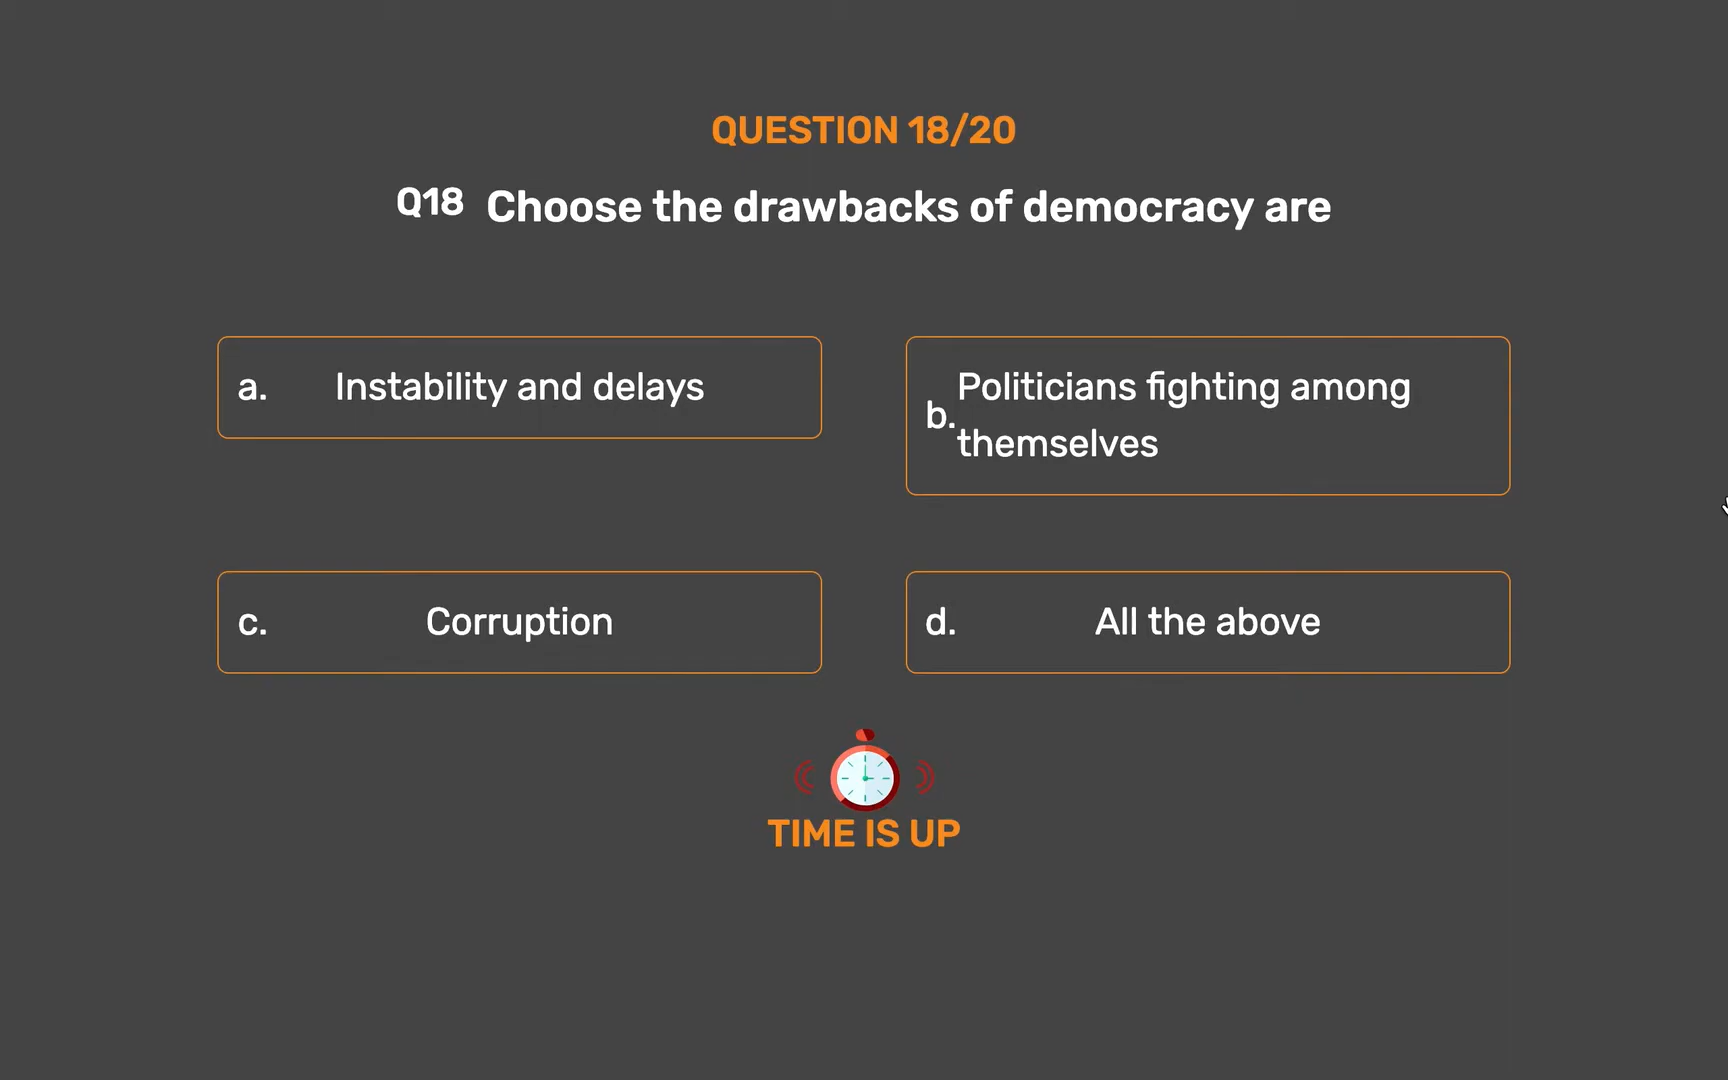 QUESTION 18/20
Q18 Choose the drawbacks of democracy are
a. Instability and delays
b. Politicians fighting among
themselves
c. Corruption
d. All the above
TIME IS UP